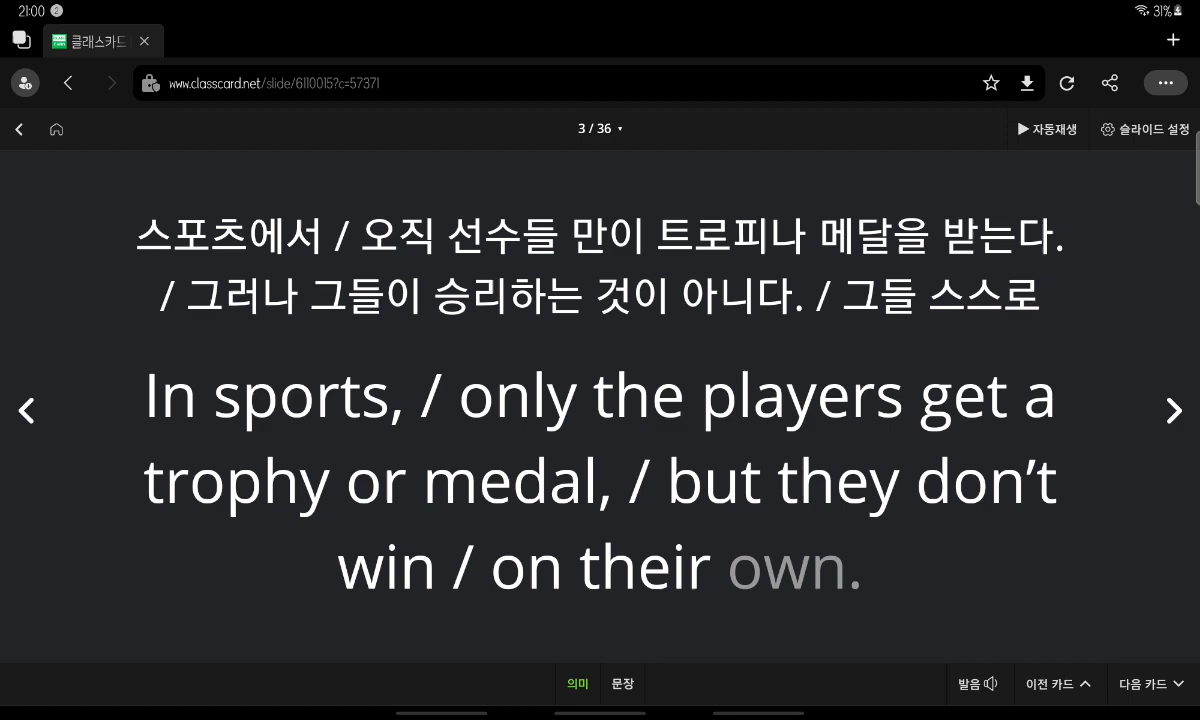 21:00 2 31%
클래스카드
www.classcard.net/slide/6110015?c=57371
3 / 36 자동재생 슬라이드 설정
스포츠에서 / 오직 선수들 만이 트로피나 메달을 받는다.
/ 그러나 그들이 승리하는 것이 아니다. / 그들 스스로
In sports, / only the players get a
trophy or medal, / but they don’t
win / on their own.
의미 문장 발음 이전 카드 다음 카드